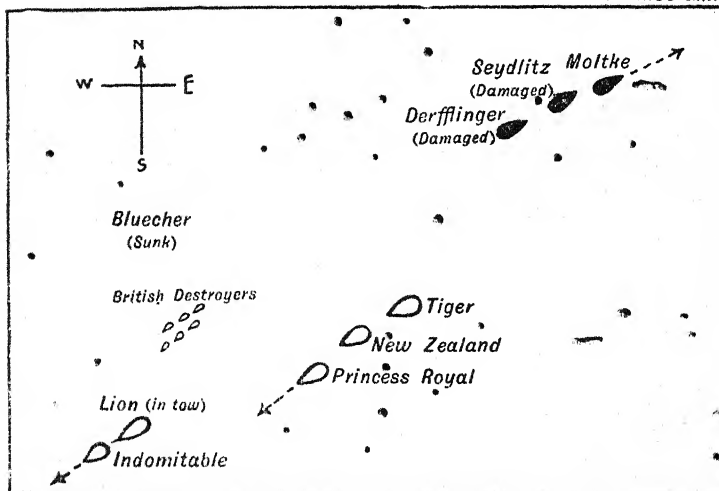 N
W E
S
Seydlitz Moltke
(Damaged)
Derfflinger
(Damaged)
Bluecher
(Sunk)
British Destroyers
Tiger
New Zealand
Princess Royal
Lion (in tow)
Indomitable